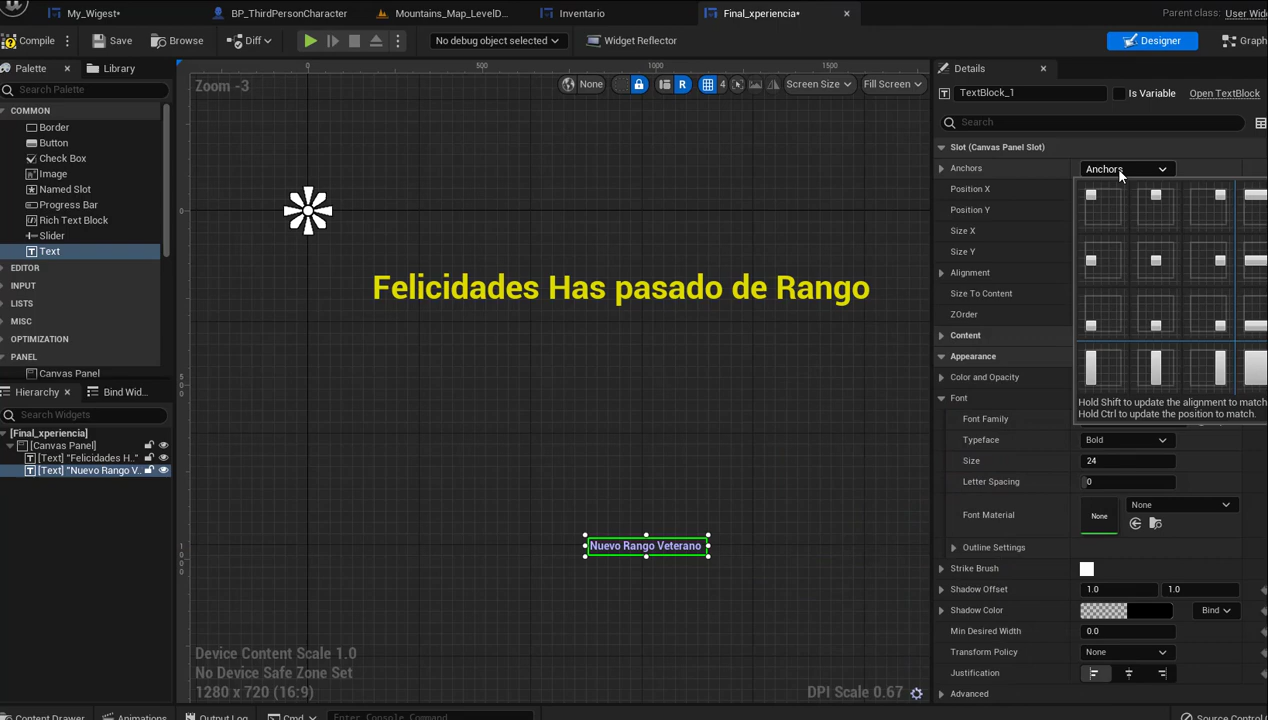 My_Wigest*
BP_ThirdPersonCharacter
Mountains_Map_LevelD...
Inventario
Final_xperiencia*
Parent class: User Wid
Compile
Save
Browse
Diff
No debug object selected
Widget Reflector
Designer
Graph
Palette
Library
Search Palette
COMMON
Border
Button
Check Box
Image
Named Slot
Progress Bar
Rich Text Block
Slider
Text
EDITOR
INPUT
LISTS
MISC
OPTIMIZATION
PANEL
Canvas Panel
Hierarchy
Bind Wid...
Search Widgets
[Final_xperiencia]
[Canvas Panel]
[Text] "Felicidades H.."
[Text] "Nuevo Rango V..
Zoom -3
0 500 1000 1500
None
R
4
Screen Size
Fill Screen
0
500
1000
Felicidades Has pasado de Rango
Nuevo Rango Veterano
Device Content Scale 1.0
No Device Safe Zone Set
1280 x 720 (16:9)
DPI Scale 0.67
Details
TextBlock_1
Is Variable
Open TextBlock
Search
Slot (Canvas Panel Slot)
Anchors
Anchors
Position X
Position Y
Size X
Size Y
Alignment
Size To Content
ZOrder
Hold Shift to update the alignment to match
Hold Ctrl to update the position to match.
Content
Appearance
Color and Opacity
Font
Font Family
Typeface
Bold
Size
24
Letter Spacing
0
Font Material
None
None
Outline Settings
Strike Brush
Shadow Offset
1.0 1.0
Shadow Color
Bind
Min Desired Width
0.0
Transform Policy
None
Justification
Advanced
Content Drawer
Animations
Output Log
Cmd
Enter Console Command
Source Cont